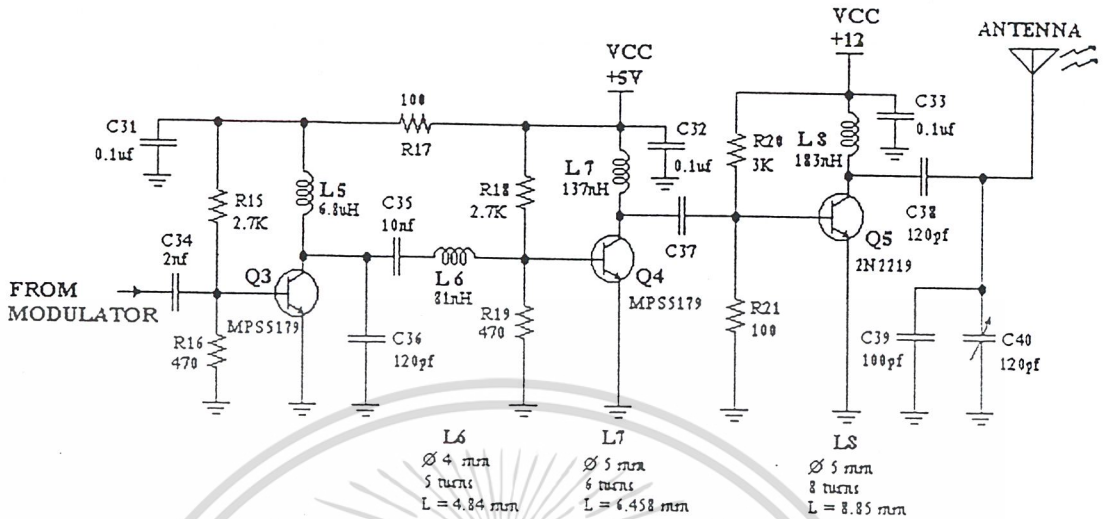 VCC
+12
ANTENNA
VCC
+5V
C31
0.1uf
100
R17
C32
0.1uf
R20
3K
L8
183nH
C33
0.1uf
R15
2.7K
L5
6.8uH
C35
10nf
R18
2.7K
L7
137nH
C34
2nf
Q3
L6
81nH
Q4
C37
Q5
2N2219
C38
120pf
FROM
MODULATOR
MPS5179
MPS5179
R16
470
C36
120pf
R19
470
R21
100
C39
100pf
C40
120pf
L6
Ø 4 mm
5 turns
L = 4.84 mm
L7
Ø 5 mm
6 turns
L = 6.458 mm
L8
Ø 5 mm
8 turns
L = 8.85 mm